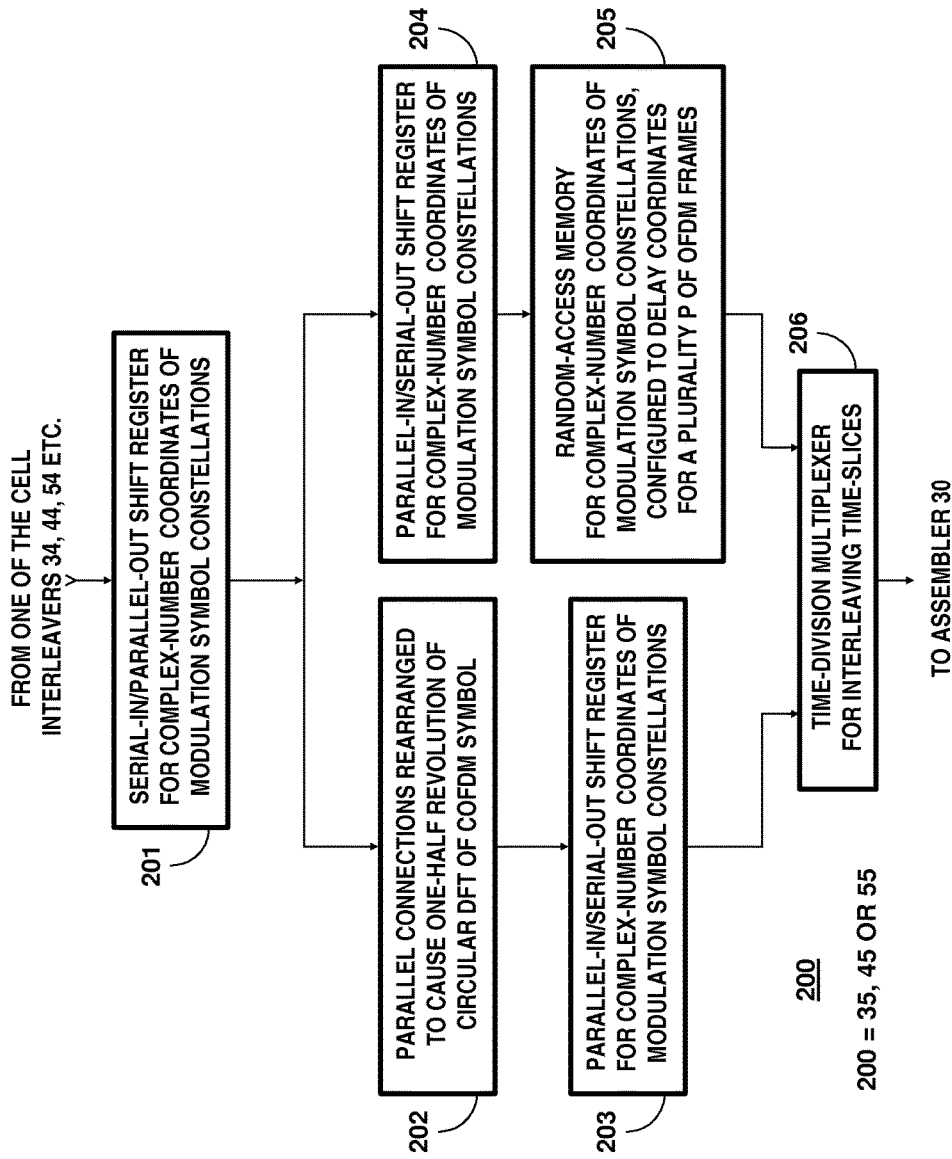 FROM ONE OF THE CELL
INTERLEAVERS 34, 44, 54 ETC.
SERIAL-IN/PARALLEL-OUT SHIFT REGISTER
FOR COMPLEX-NUMBER COORDINATES OF
MODULATION SYMBOL CONSTELLATIONS
201
PARALLEL CONNECTIONS REARRANGED
TO CAUSE ONE-HALF REVOLUTION OF
CIRCULAR DFT OF COFDM SYMBOL
202
PARALLEL-IN/SERIAL-OUT SHIFT REGISTER
FOR COMPLEX-NUMBER COORDINATES OF
MODULATION SYMBOL CONSTELLATIONS
203
PARALLEL-IN/SERIAL-OUT SHIFT REGISTER
FOR COMPLEX-NUMBER COORDINATES OF
MODULATION SYMBOL CONSTELLATIONS
204
RANDOM-ACCESS MEMORY
FOR COMPLEX-NUMBER COORDINATES OF
MODULATION SYMBOL CONSTELLATIONS,
CONFIGURED TO DELAY COORDINATES
FOR A PLURALITY P OF OFDM FRAMES
205
TIME-DIVISION MULTIPLEXER
FOR INTERLEAVING TIME-SLICES
206
TO ASSEMBLER 30
200
200 = 35, 45 OR 55